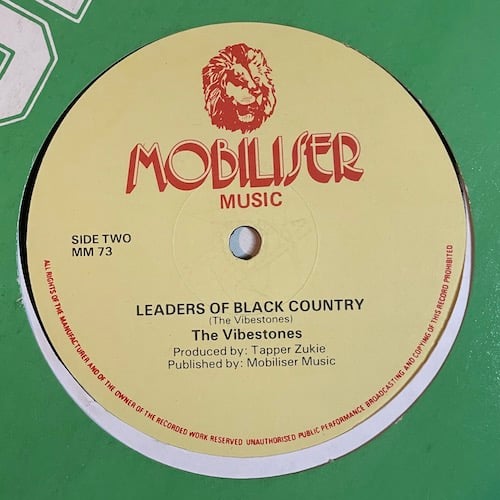 MOBILISER
MUSIC
SIDE TWO
MM 73
LEADERS OF BLACK COUNTRY
(The Vibestones)
The Vibestones
Produced by: Tapper Zukie
Published by: Mobiliser Music
ALL RIGHTS OF THE MANUFACTURER AND OF THE OWNER OF THE RECORDED WORK RESERVED UNAUTHORISED PUBLIC PERFORMANCE BROADCASTING AND COPYING OF THIS RECORD PROHIBITED